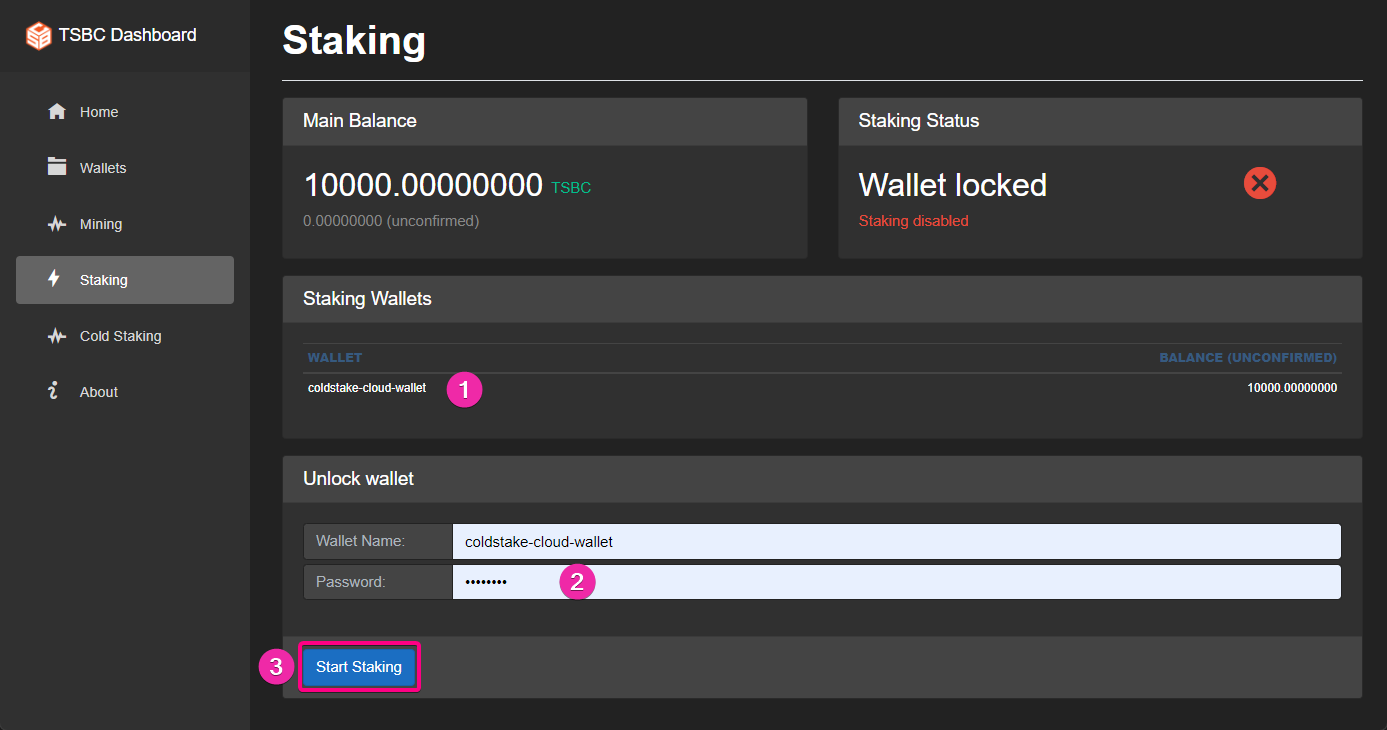 TSBC Dashboard
Home
Wallets
Mining
Staking
Cold Staking
About
Staking
Main Balance
10000.00000000 TSBC
0.00000000 (unconfirmed)
Staking Status
Wallet locked
Staking disabled
Staking Wallets
WALLET BALANCE (UNCONFIRMED)
coldstake-cloud-wallet 1 10000.00000000
Unlock wallet
Wallet Name: coldstake-cloud-wallet
Password: •••••••• 2
3 Start Staking